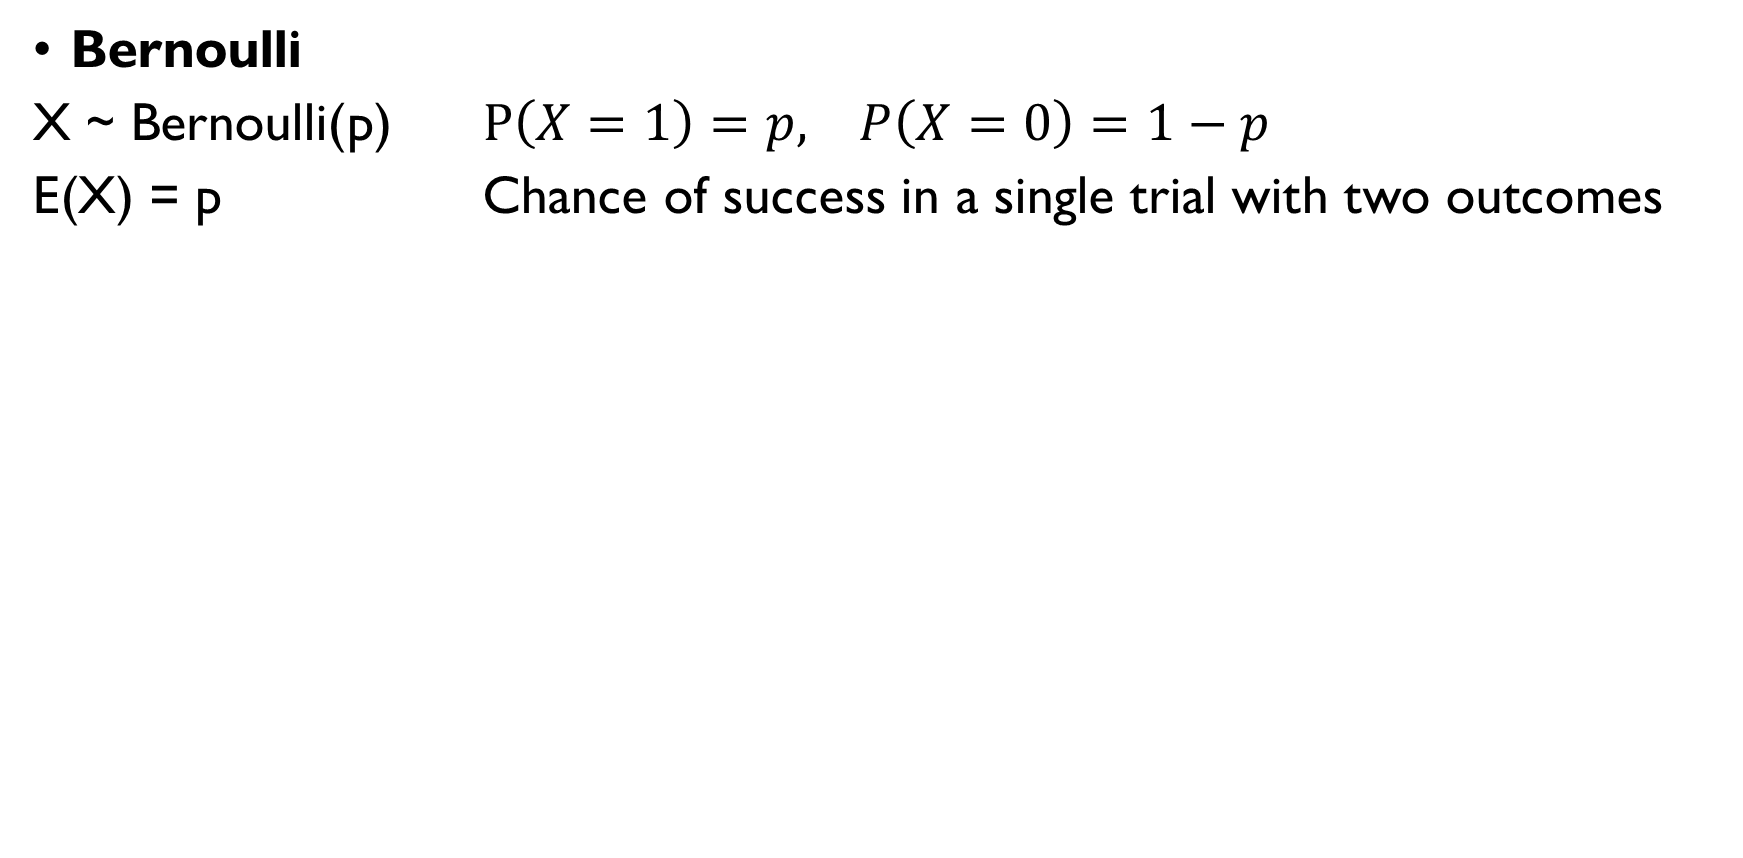 • Bernoulli
X ~ Bernoulli(p) P(X = 1) = p, P(X = 0) = 1 − p
E(X) = p Chance of success in a single trial with two outcomes